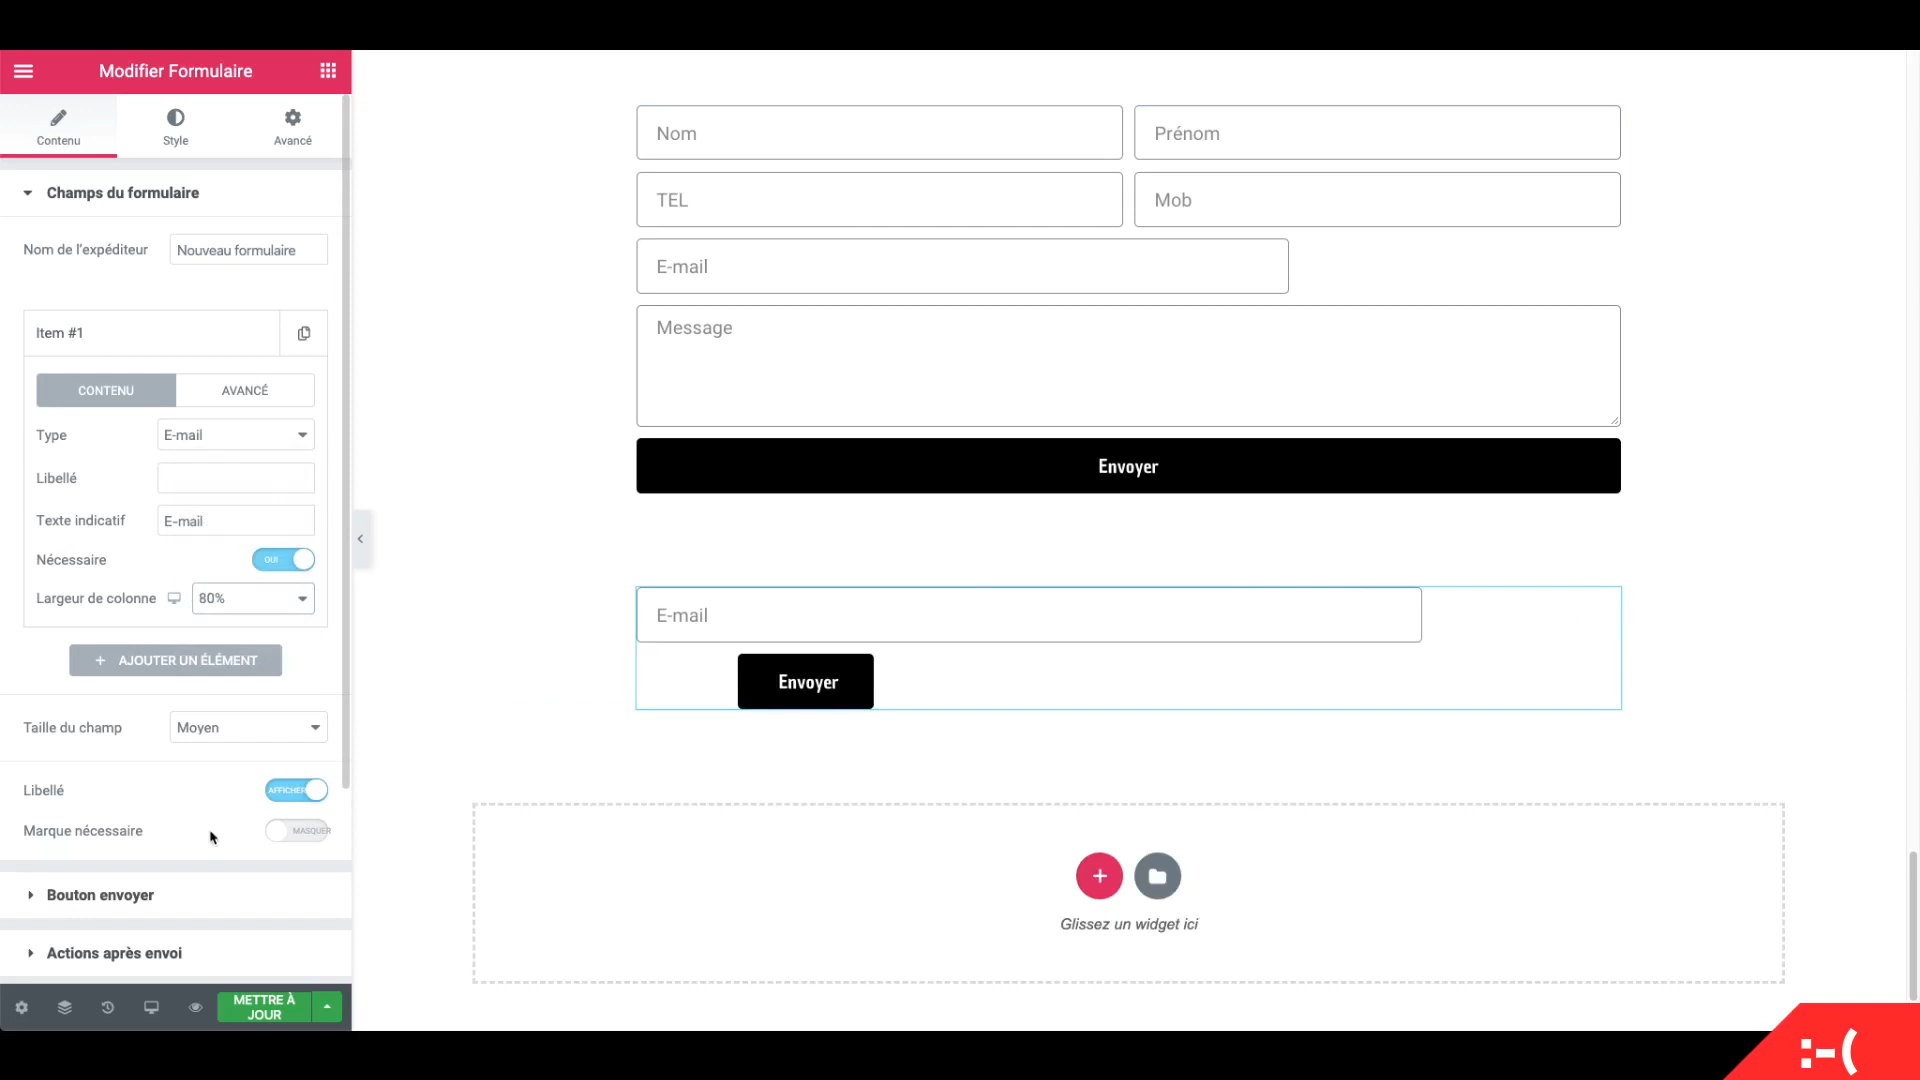 Modifier Formulaire
Contenu
Style
Avancé
Champs du formulaire
Nom de l'expéditeur
Nouveau formulaire
Item #1
CONTENU
AVANCÉ
Type
E-mail
Libellé
Texte indicatif
E-mail
Nécessaire
OUI
Largeur de colonne
80%
+ AJOUTER UN ÉLÉMENT
Taille du champ
Moyen
Libellé
AFFICHER
Marque nécessaire
MASQUER
Bouton envoyer
Actions après envoi
METTRE À
JOUR
Nom
Prénom
TEL
Mob
E-mail
Message
Envoyer
E-mail
Envoyer
Glissez un widget ici
:-(